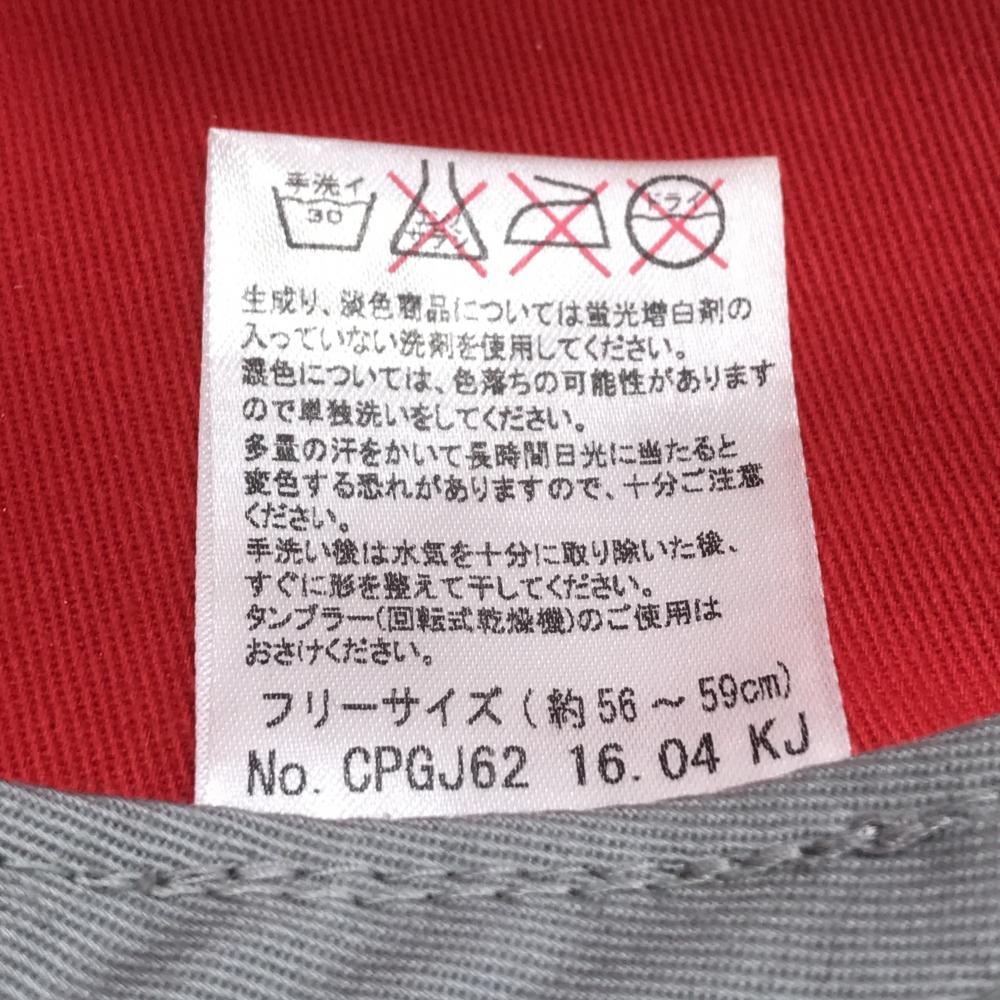 手洗イ
30
エンソ
サラシ
ドライ
生成り、淡色商品については蛍光増白剤の
入っていない洗剤を使用してください。
濃色については、色落ちの可能性があります
ので単独洗いをしてください。
多量の汗をかいて長時間日光に当たると
変色する恐れがありますので、十分ご注意
ください。
手洗い後は水気を十分に取り除いた後、
すぐに形を整えて干してください。
タンブラー(回転式乾燥機)のご使用は
おさけください。
フリーサイズ(約56～59cm)
No. CPGJ62 16.04 KJ